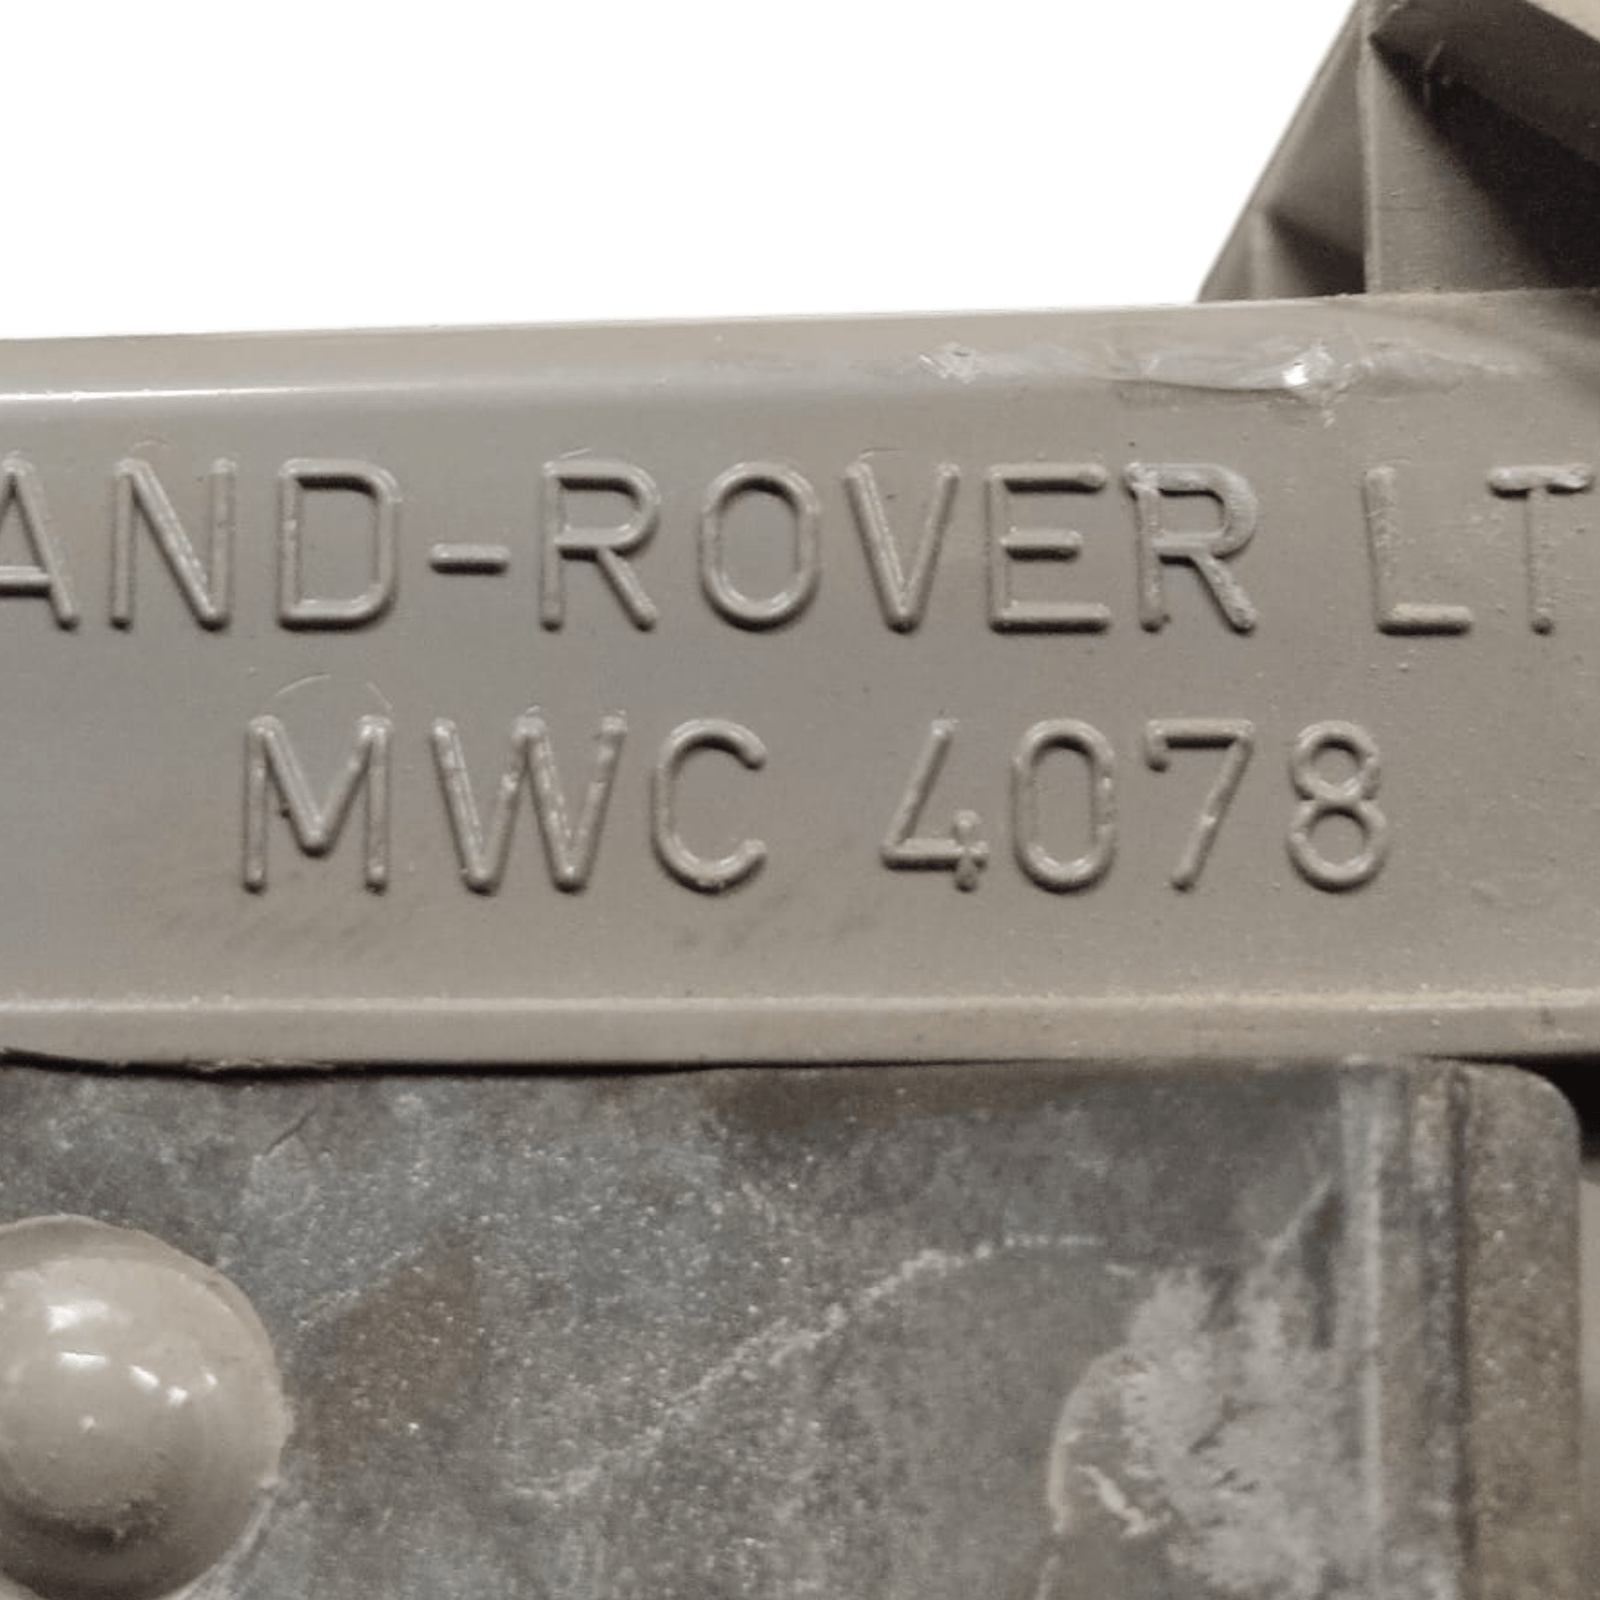 AND-ROVER LT
MWC 4078